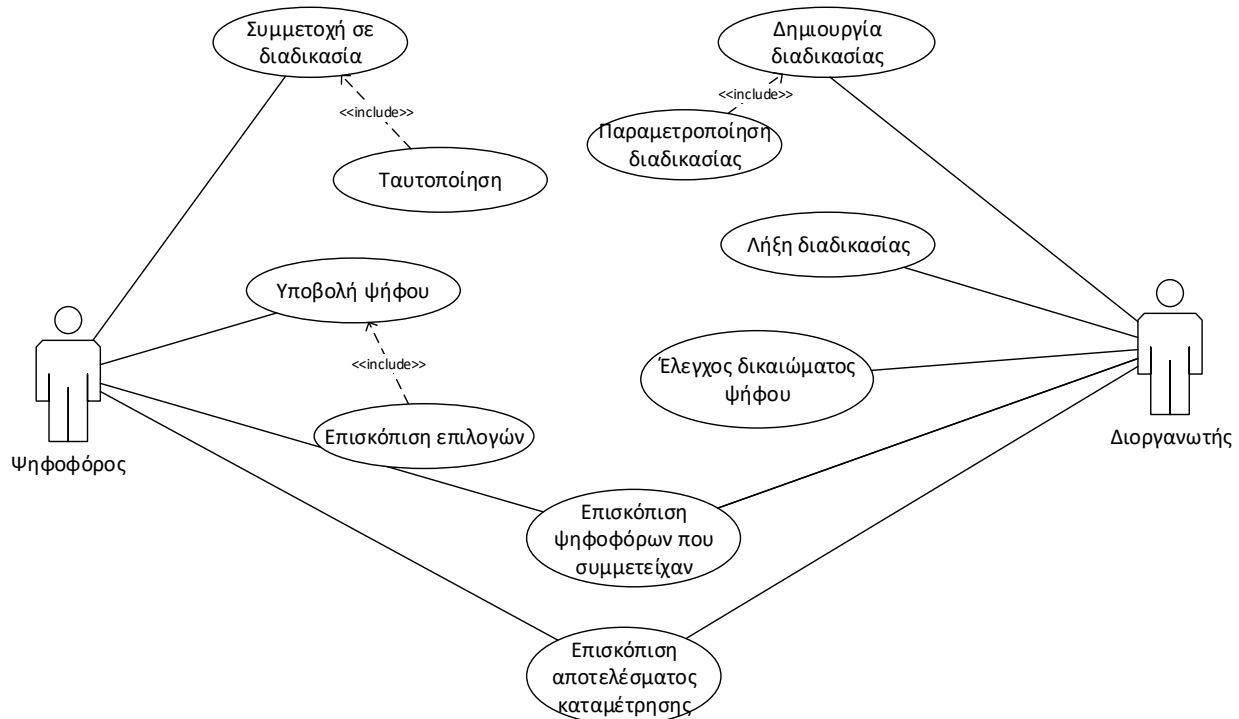 Συμμετοχή σε
διαδικασία
Δημιουργία
διαδικασίας
<<include>>
<<include>>
Παραμετροποίηση
διαδικασίας
Ταυτοποίηση
Λήξη διαδικασίας
Υποβολή ψήφου
<<include>>
Έλεγχος δικαιώματος
ψήφου
Επισκόπιση επιλογών
Ψηφοφόρος
Διοργανωτής
Επισκόπιση
ψηφοφόρων που
συμμετείχαν
Επισκόπιση
αποτελέσματος
καταμέτρησης